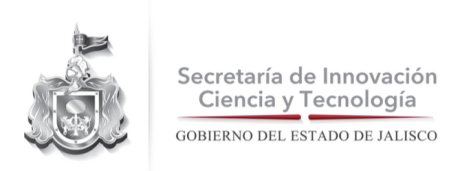 Secretaría de Innovación
Ciencia y Tecnología
GOBIERNO DEL ESTADO DE JALISCO